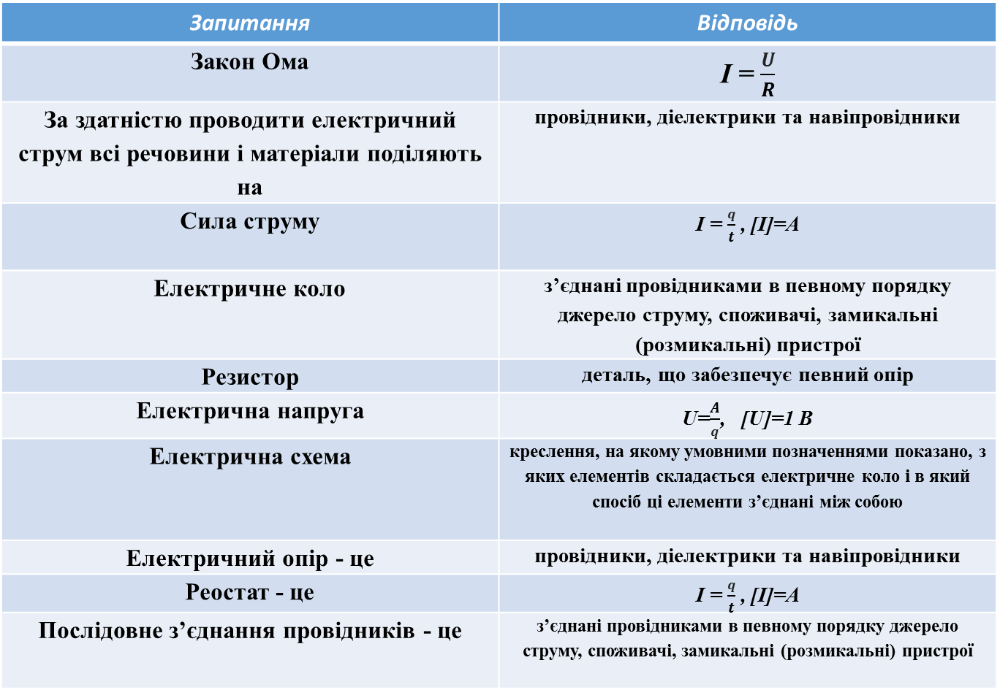 Запитання
Відповідь
Закон Ома
I = U/R
За здатністю проводити електричний
струм всі речовини і матеріали поділяють
на
провідники, діелектрики та навіпровідники
Сила струму
I = q/t , [I]=A
Електричне коло
з’єднані провідниками в певному порядку
джерело струму, споживачі, замикальні
(розмикальні) пристрої
Резистор
деталь, що забезпечує певний опір
Електрична напруга
U=A/q, [U]=1 В
Електрична схема
креслення, на якому умовними позначеннями показано, з
яких елементів складається електричне коло і в який
спосіб ці елементи з’єднані між собою
Електричний опір - це
провідники, діелектрики та навіпровідники
Реостат - це
I = q/t , [I]=A
Послідовне з’єднання провідників - це
з’єднані провідниками в певному порядку джерело
струму, споживачі, замикальні (розмикальні) пристрої